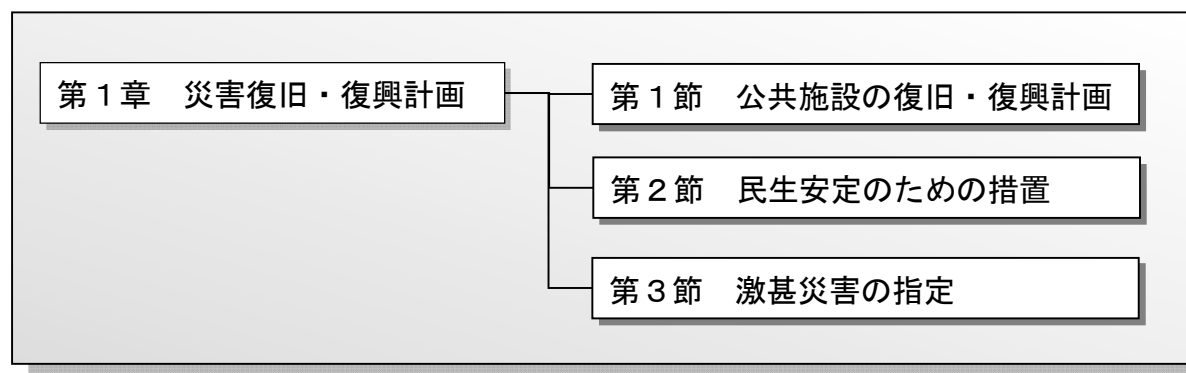 第１章　災害復旧・復興計画
第１節　公共施設の復旧・復興計画
第２節　民生安定のための措置
第３節　激甚災害の指定